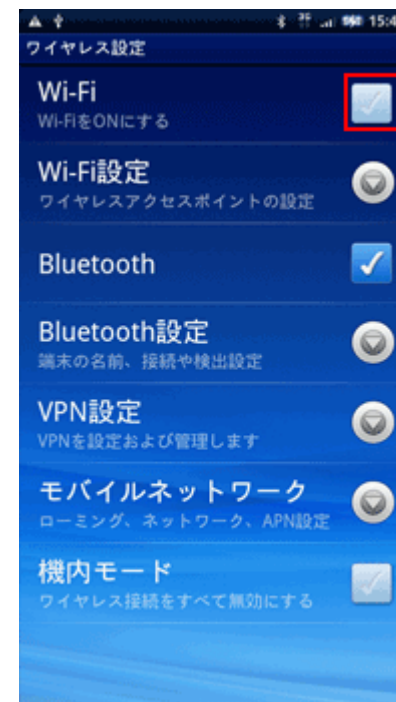 15:4
ワイヤレス設定
Wi-Fi
Wi-FiをONにする
Wi-Fi設定
ワイヤレスアクセスポイントの設定
Bluetooth
Bluetooth設定
端末の名前、接続や検出設定
VPN設定
VPNを設定および管理します
モバイルネットワーク
ローミング、ネットワーク、APN設定
機内モード
ワイヤレス接続をすべて無効にする